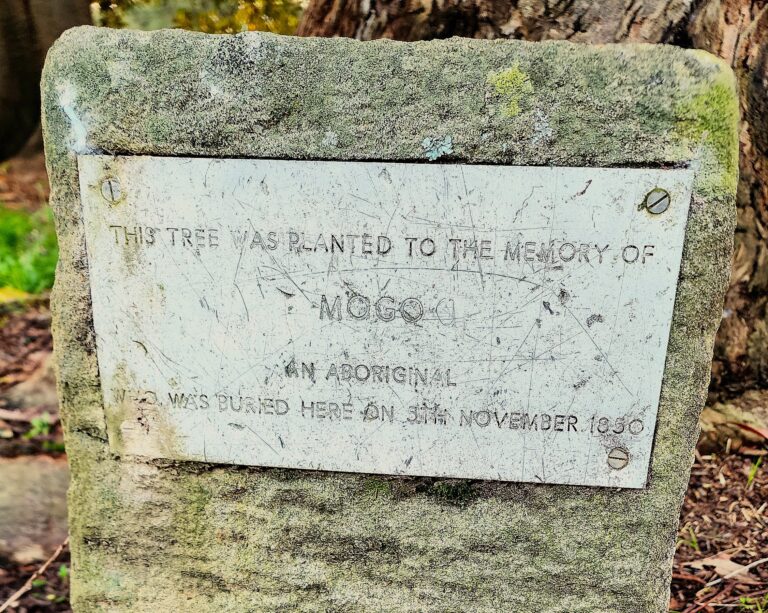 THIS TREE WAS PLANTED TO THE MEMORY OF
MOGO
AN ABORIGINAL
WHO WAS BURIED HERE ON 5TH NOVEMBER 1850